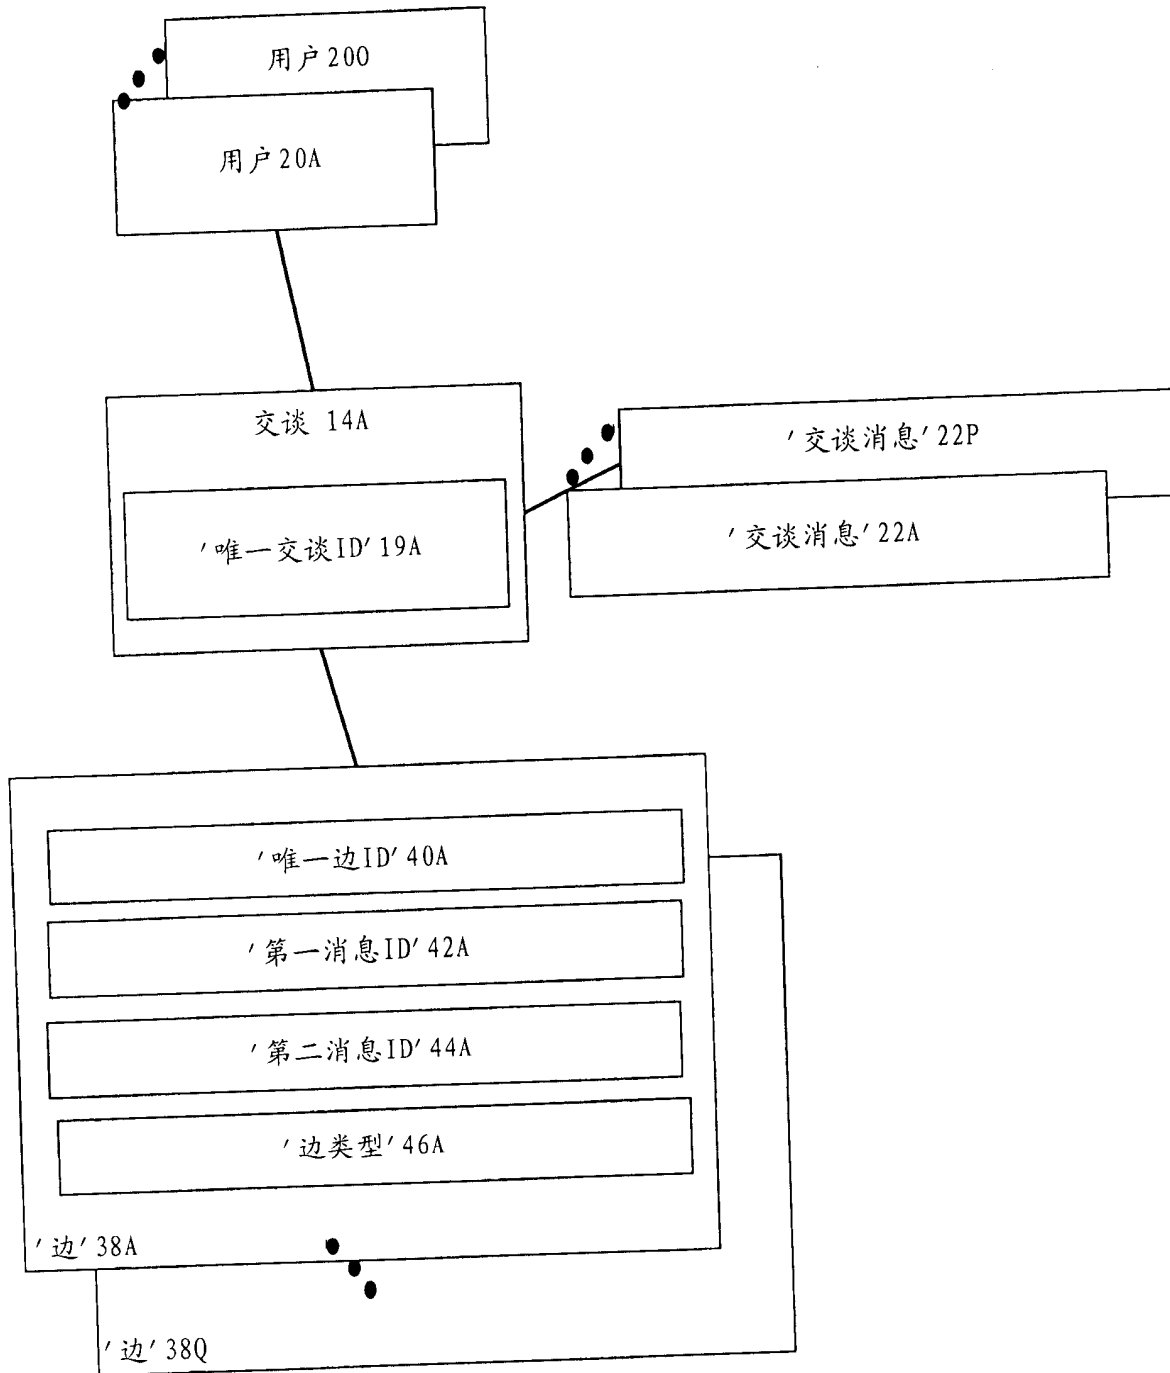 用户20O
用户20A
交谈 14A
'唯一交谈ID'19A
'交谈消息'22P
'交谈消息'22A
'唯一边ID'40A
'第一消息ID'42A
'第二消息ID'44A
'边类型'46A
'边'38A
'边'38Q